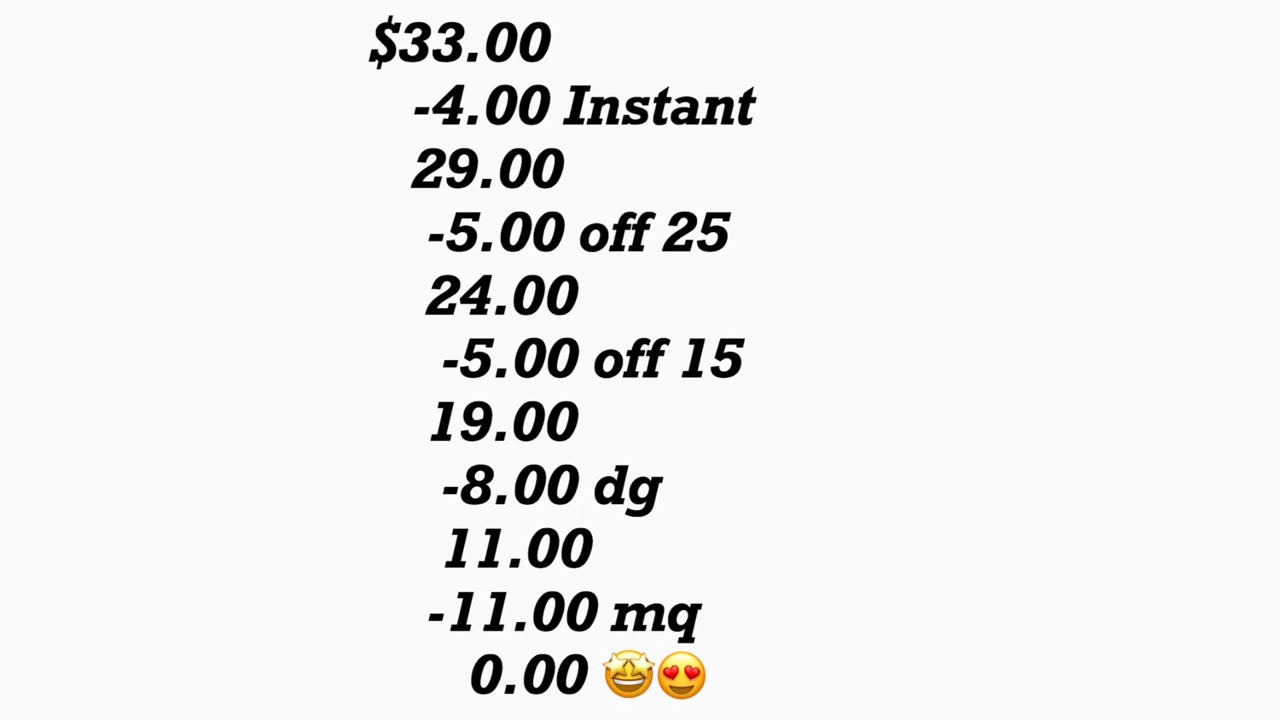 $33.00
-4.00 Instant
29.00
-5.00 off 25
24.00
-5.00 off 15
19.00
-8.00 dg
11.00
-11.00 mq
0.00 🤩😍